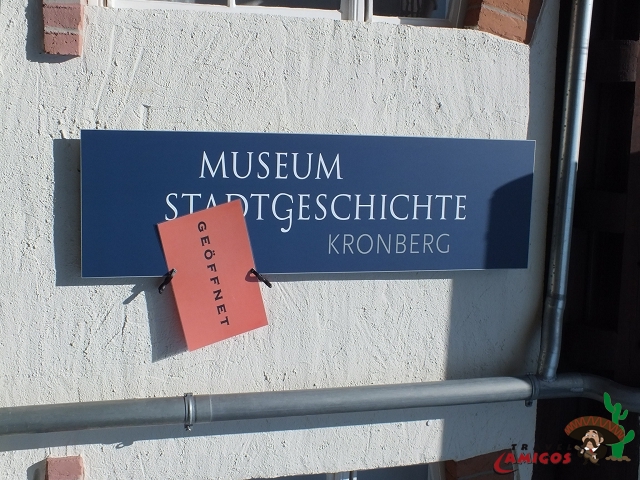 MUSEUM
STADTGESCHICHTE
KRONBERG
GEÖFFNET
AMIGOS